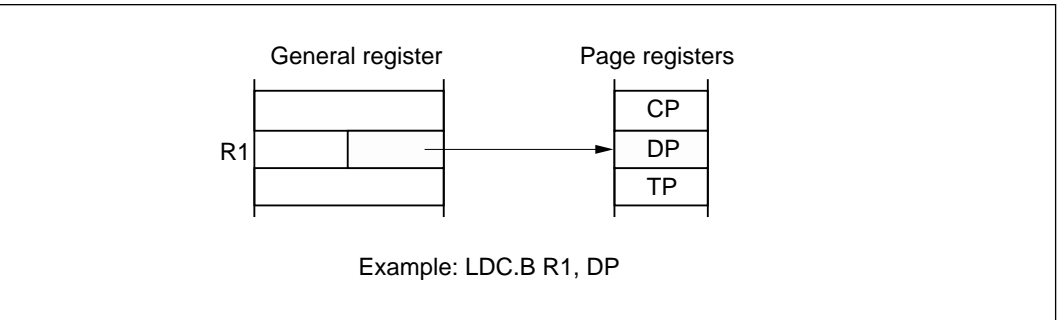 General register Page registers
CP
R1 DP
TP
Example: LDC.B R1, DP